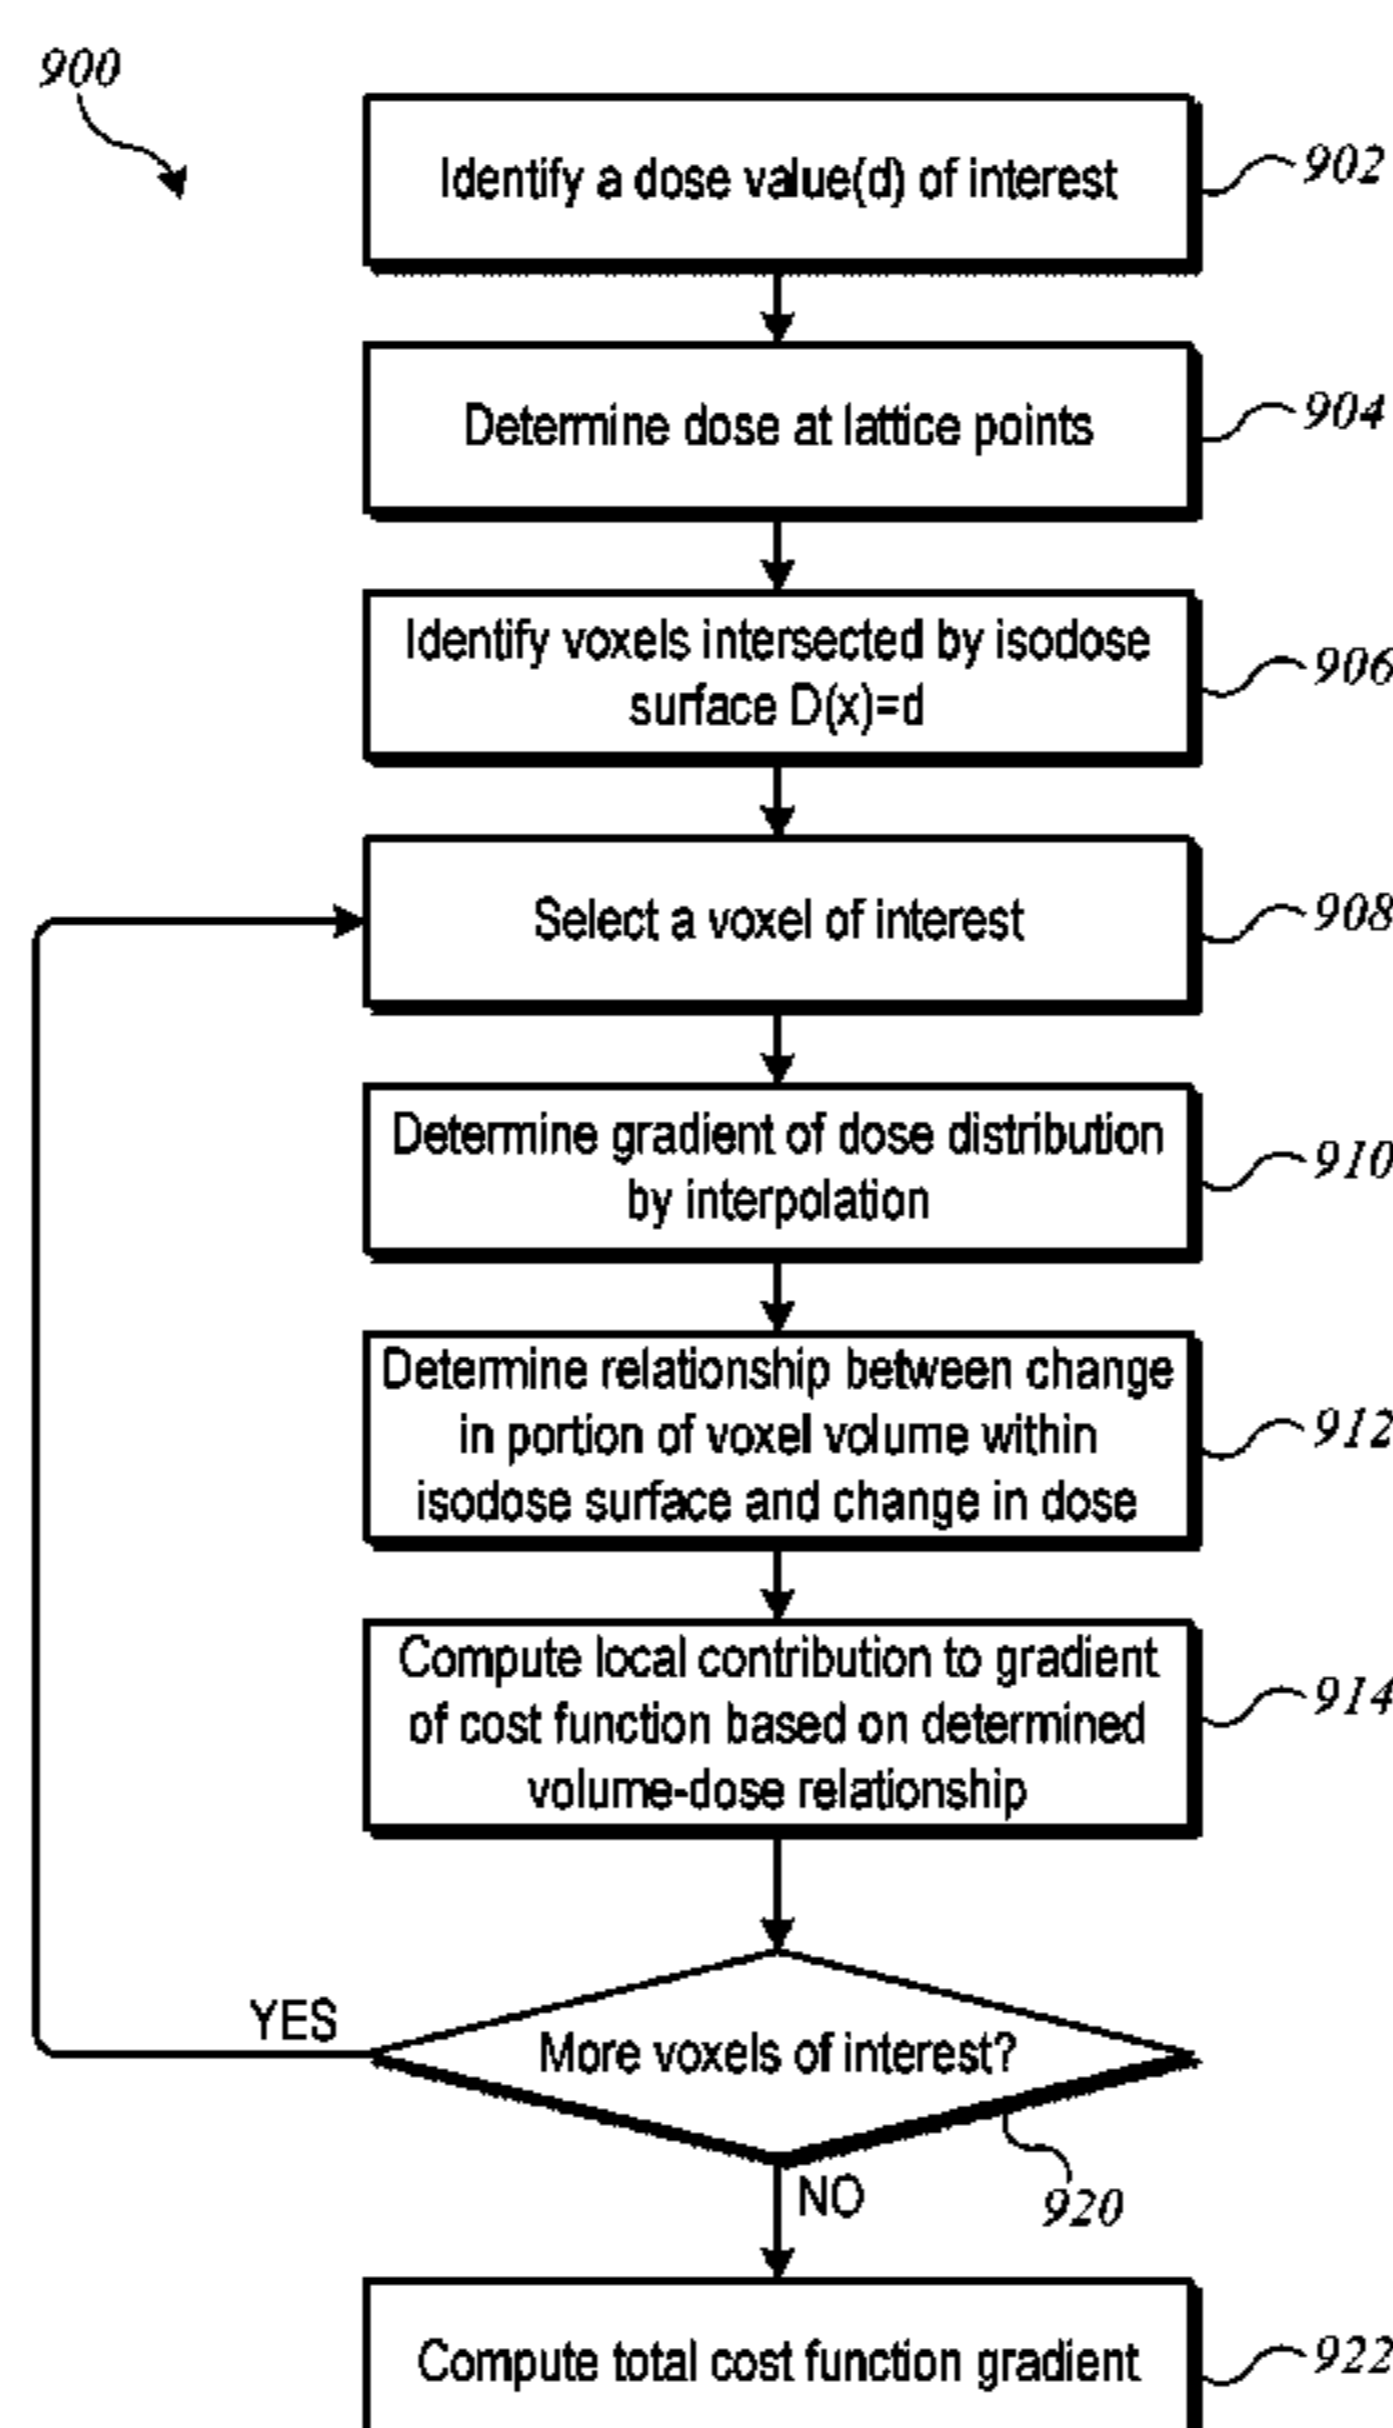 900
Identify a dose value(d) of interest
902
Determine dose at lattice points
904
Identify voxels intersected by isodose
surface D(x)=d
906
Select a voxel of interest
908
Determine gradient of dose distribution
by interpolation
910
Determine relationship between change
in portion of voxel volume within
isodose surface and change in dose
912
Compute local contribution to gradient
of cost function based on determined
volume-dose relationship
914
YES
More voxels of interest?
NO
920
Compute total cost function gradient
922